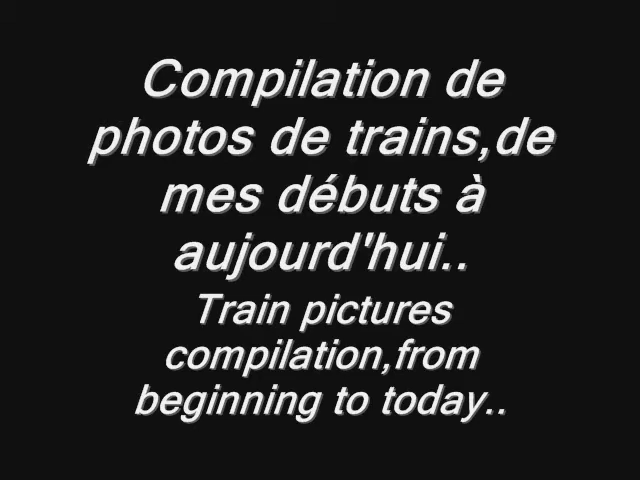 Compilation de
photos de trains,de
mes débuts à
aujourd'hui..
Train pictures
compilation,from
beginning to today..